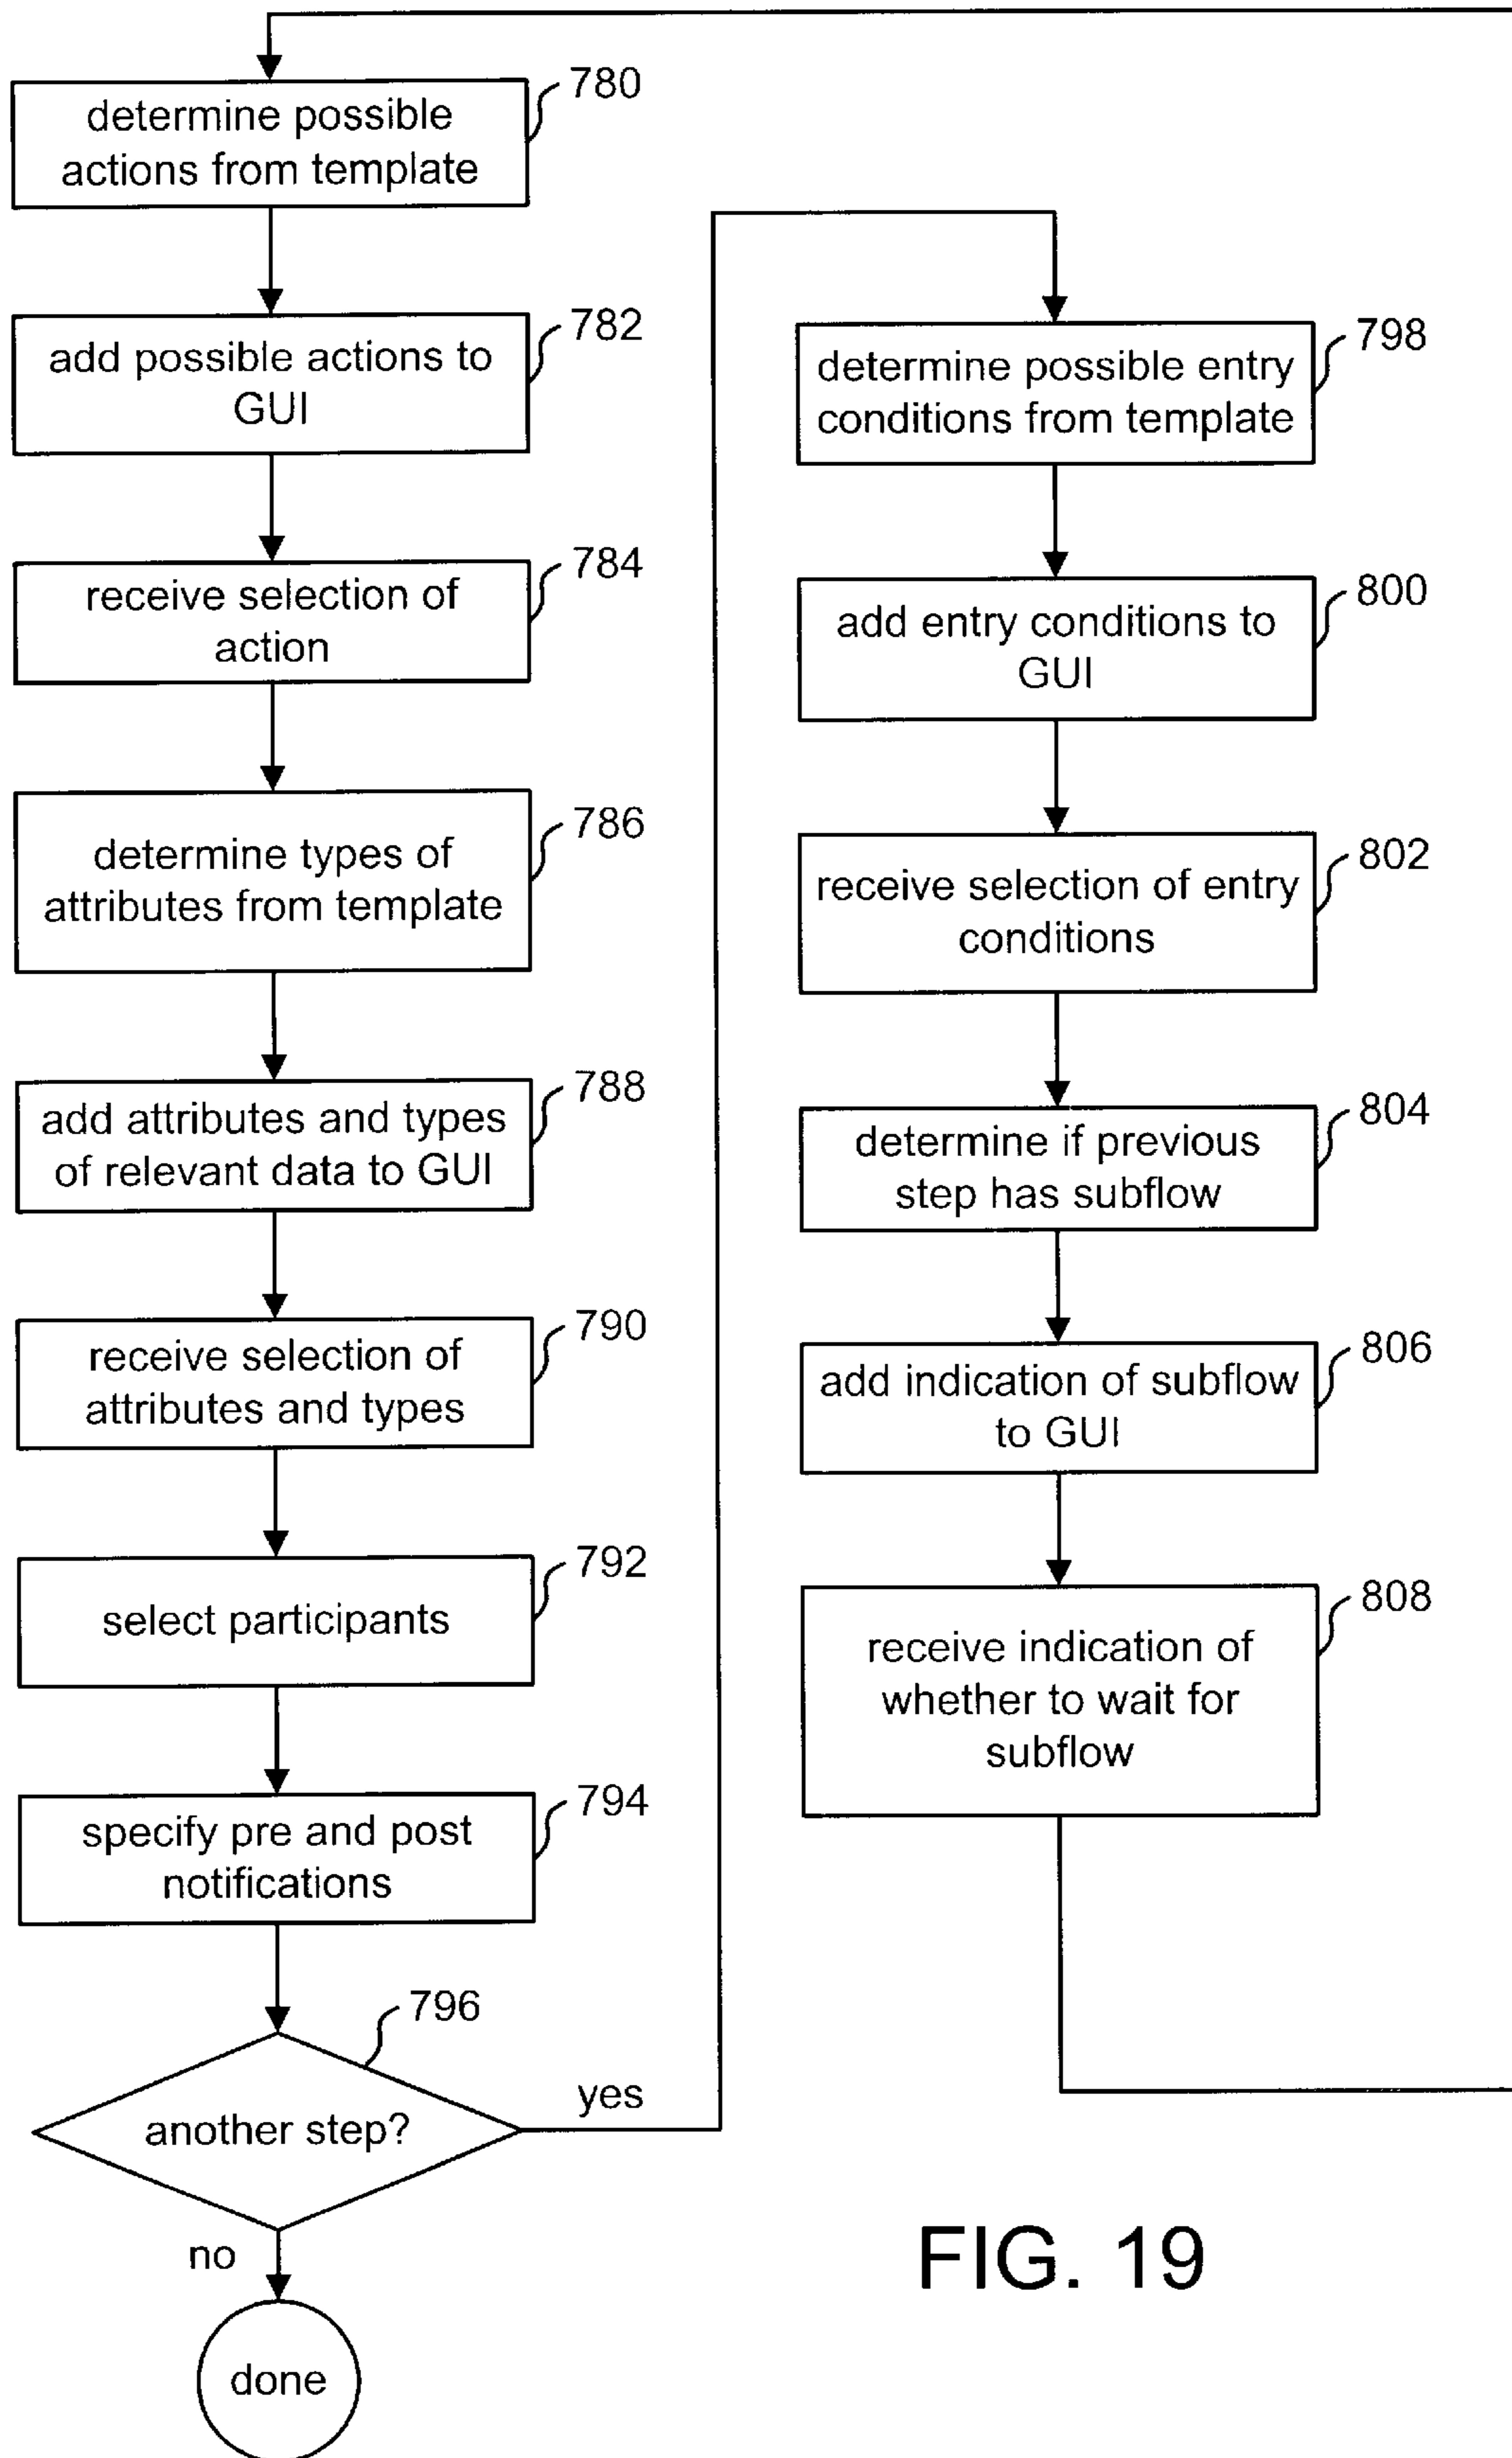 determine possible
actions from template
780
add possible actions to
GUI
782
receive selection of
action
784
determine types of
attributes from template
786
add attributes and types
of relevant data to GUI
788
receive selection of
attributes and types
790
select participants
792
specify pre and post
notifications
794
another step?
796
yes
no
done
determine possible entry
conditions from template
798
add entry conditions to
GUI
800
receive selection of entry
conditions
802
determine if previous
step has subflow
804
add indication of subflow
to GUI
806
receive indication of
whether to wait for
subflow
808
FIG. 19